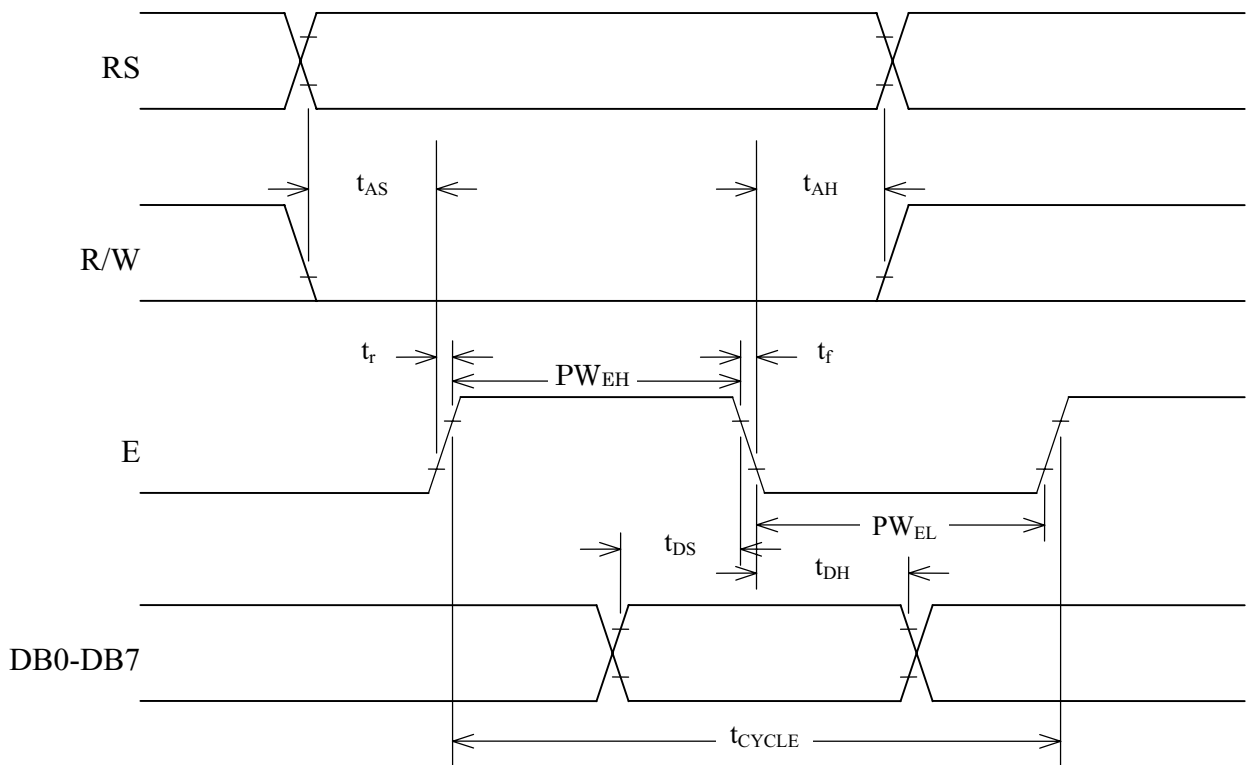 RS
tAS
tAH
R/W
tr
tf
PWEH
E
PWEL
tDS
tDH
DB0-DB7
tCYCLE